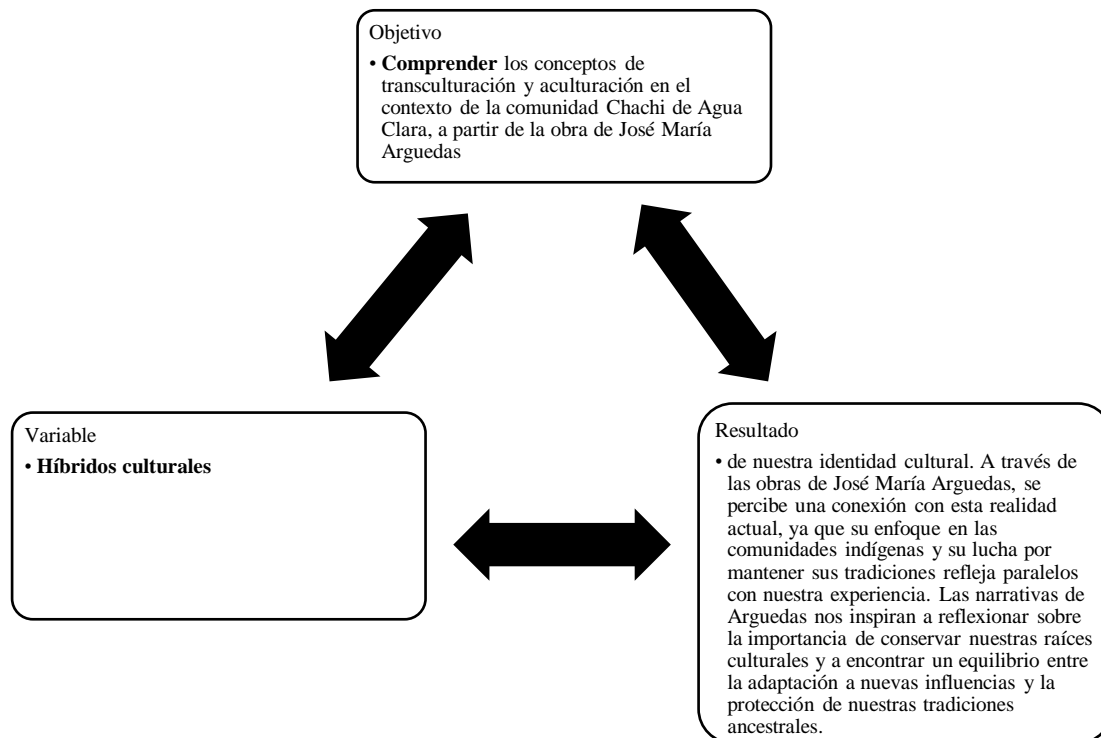 Objetivo
• Comprender los conceptos de
transculturación y aculturación en el
contexto de la comunidad Chachi de Agua
Clara, a partir de la obra de José María
Arguedas
Variable
• Híbridos culturales
Resultado
• de nuestra identidad cultural. A través de
las obras de José María Arguedas, se
percibe una conexión con esta realidad
actual, ya que su enfoque en las
comunidades indígenas y su lucha por
mantener sus tradiciones refleja paralelos
con nuestra experiencia. Las narrativas de
Arguedas nos inspiran a reflexionar sobre
la importancia de conservar nuestras raíces
culturales y a encontrar un equilibrio entre
la adaptación a nuevas influencias y la
protección de nuestras tradiciones
ancestrales.